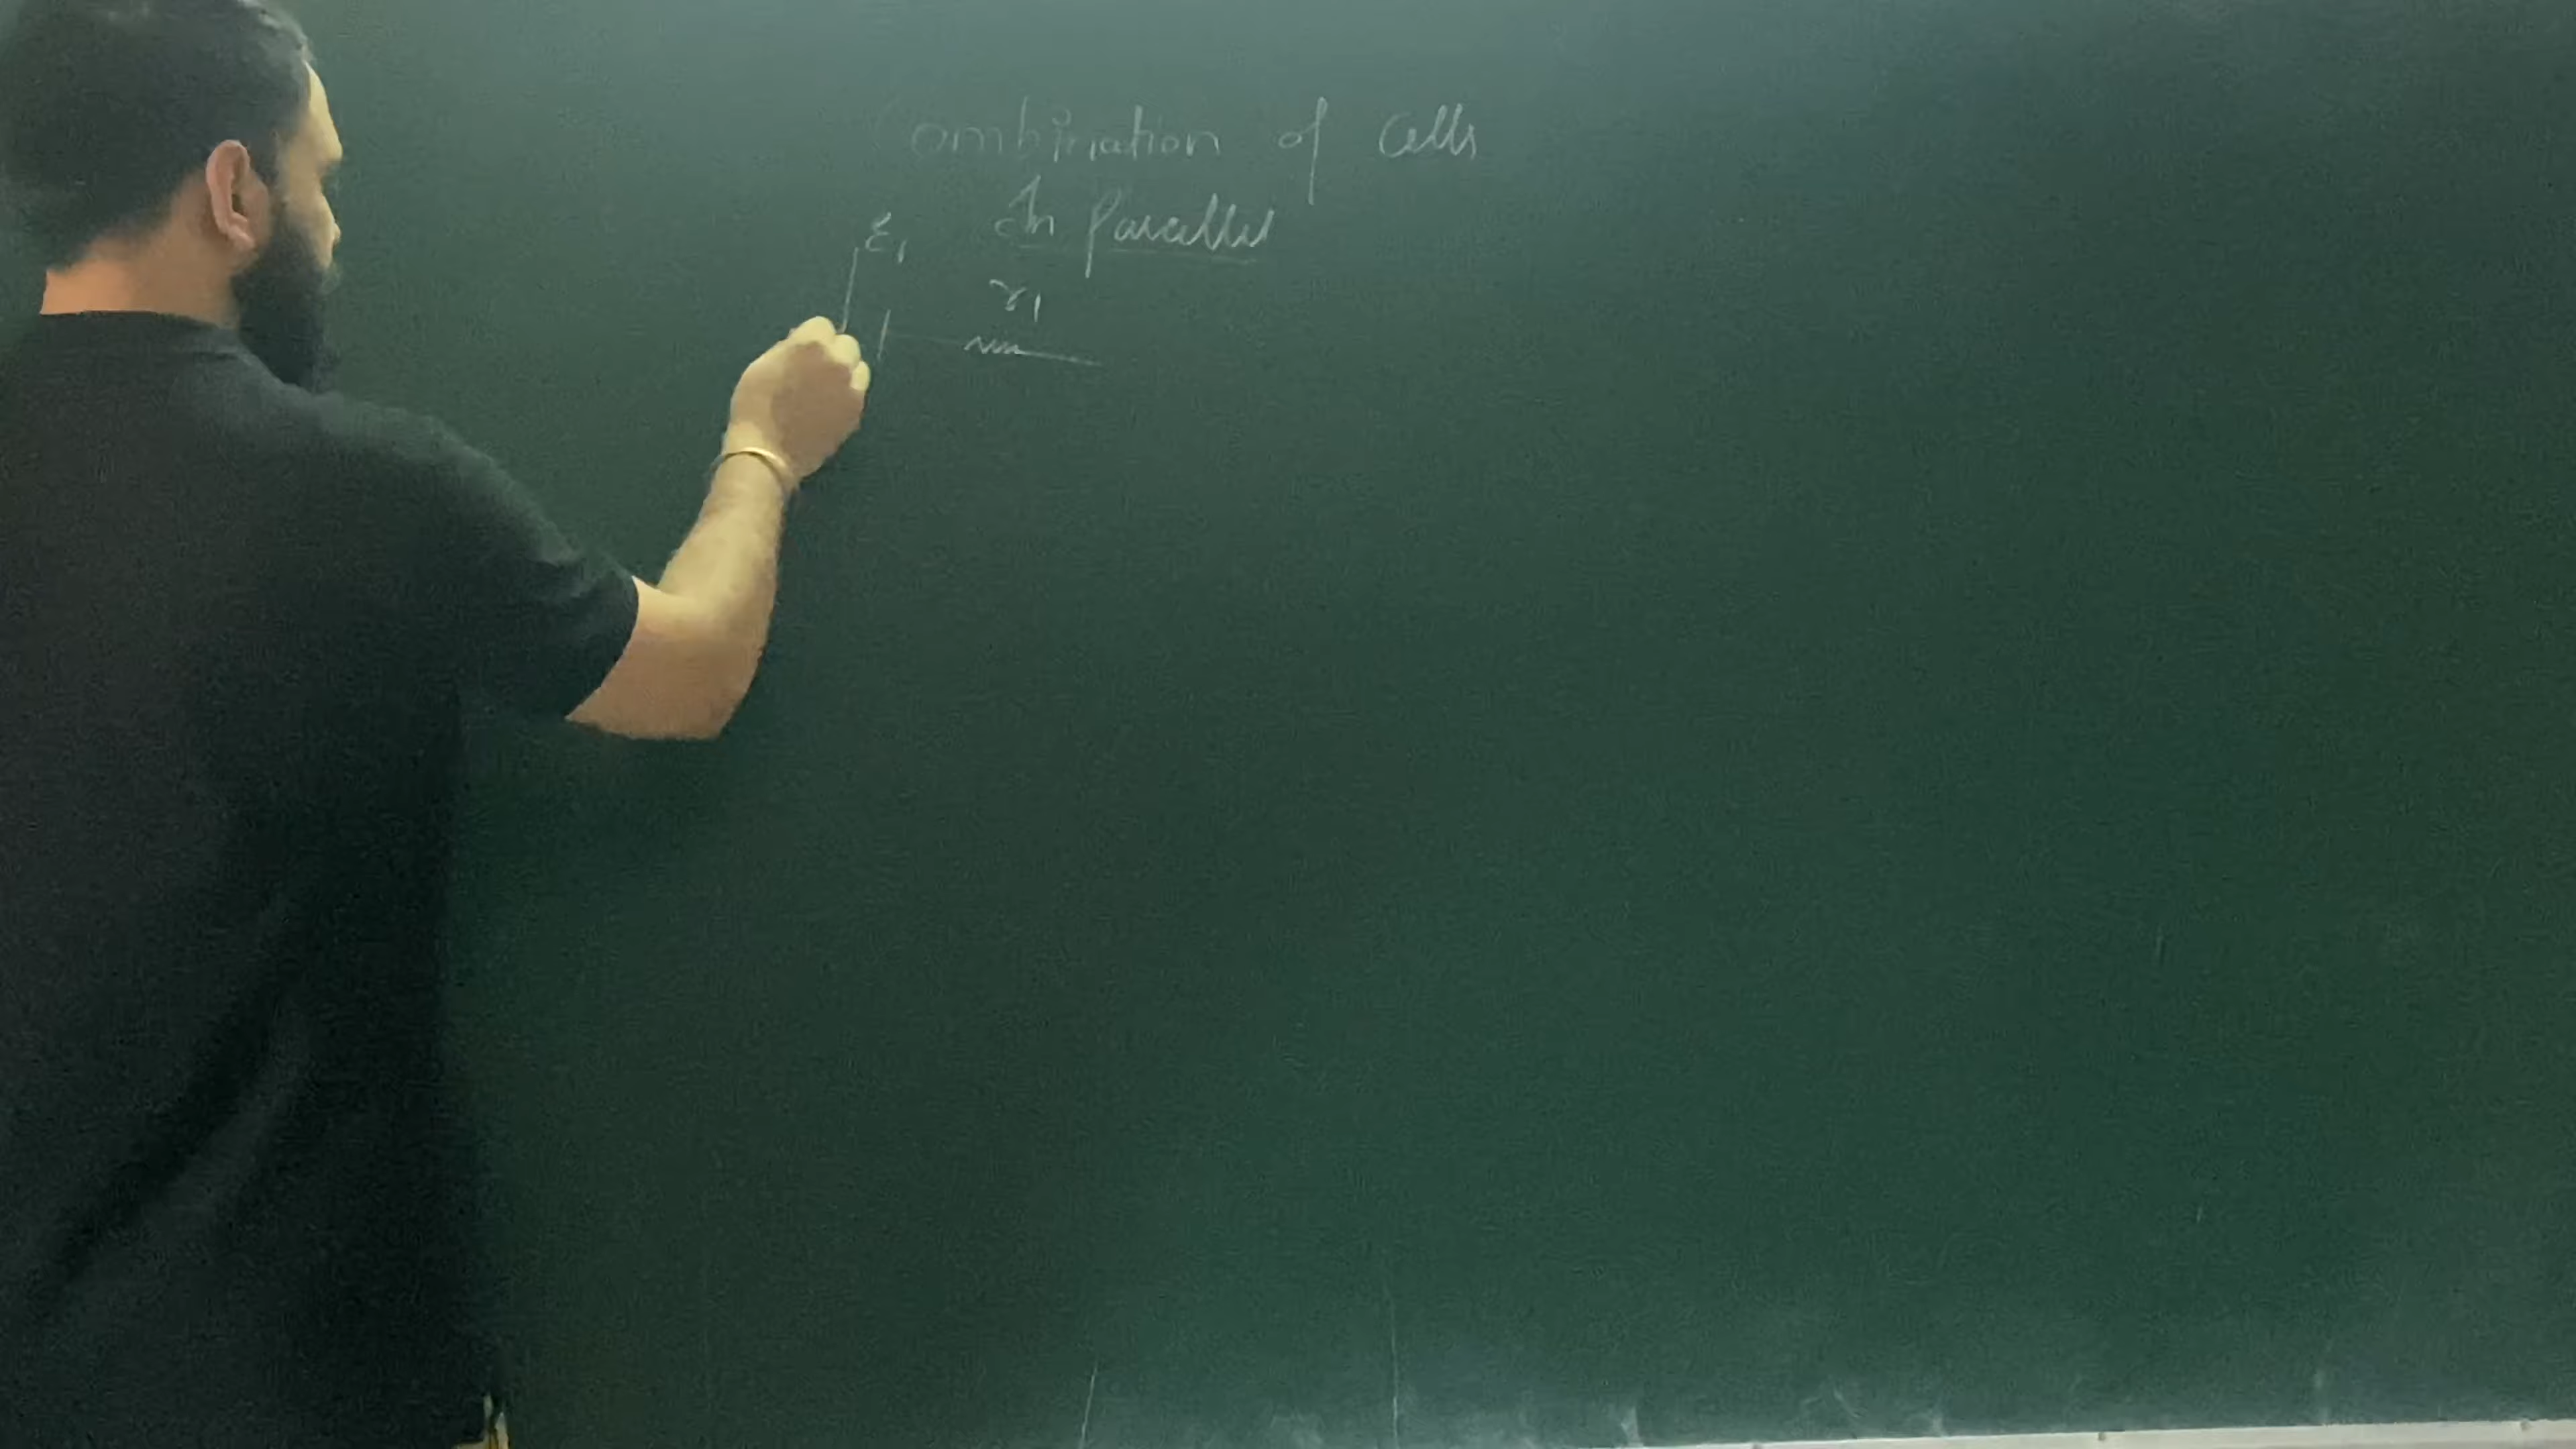 Combination of cells
In Parallel
ε₁
r₁